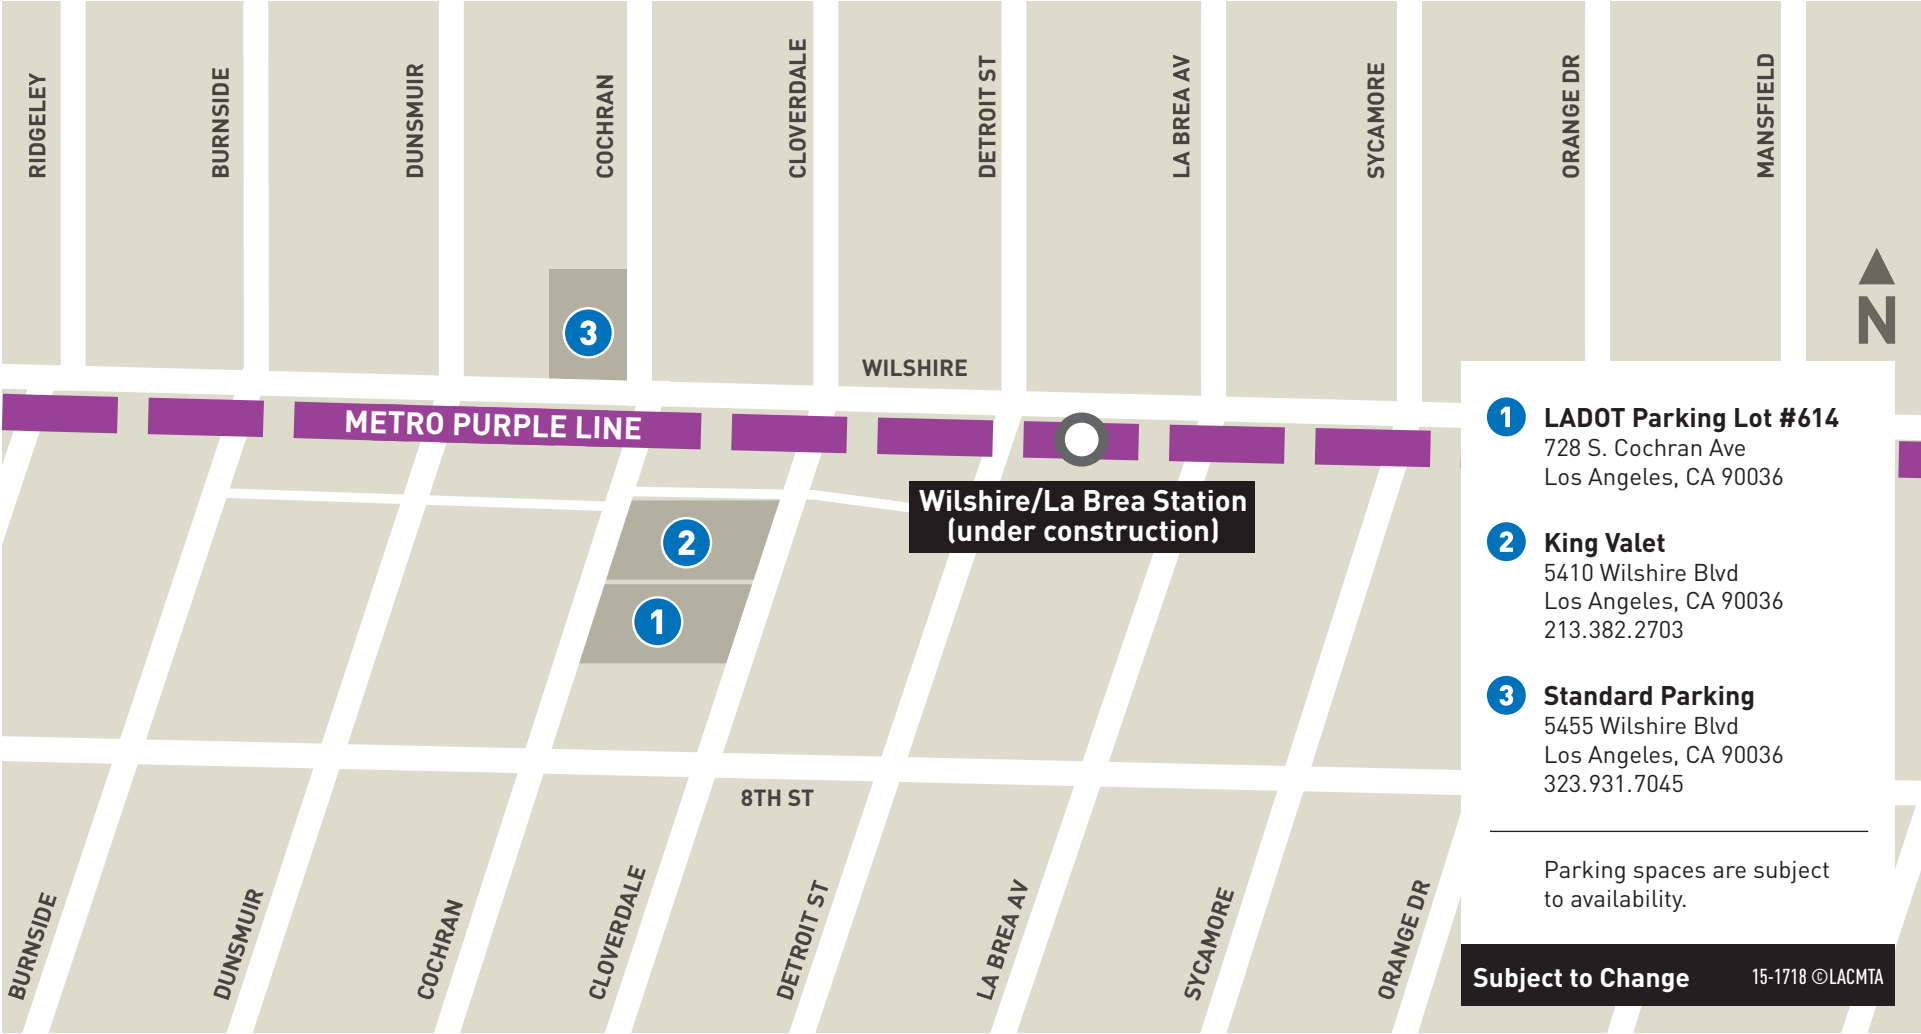 RIDGELEY
BURNSIDE
DUNSMUIR
COCHRAN
CLOVERDALE
DETROIT ST
LA BREA AV
SYCAMORE
ORANGE DR
MANSFIELD
N
3
WILSHIRE
METRO PURPLE LINE
Wilshire/La Brea Station
(under construction)
2
1
8TH ST
BURNSIDE
DUNSMUIR
COCHRAN
CLOVERDALE
DETROIT ST
LA BREA AV
SYCAMORE
ORANGE DR
1 LADOT Parking Lot #614
728 S. Cochran Ave
Los Angeles, CA 90036
2 King Valet
5410 Wilshire Blvd
Los Angeles, CA 90036
213.382.2703
3 Standard Parking
5455 Wilshire Blvd
Los Angeles, CA 90036
323.931.7045
Parking spaces are subject
to availability.
Subject to Change 15-1718 ©LACMTA